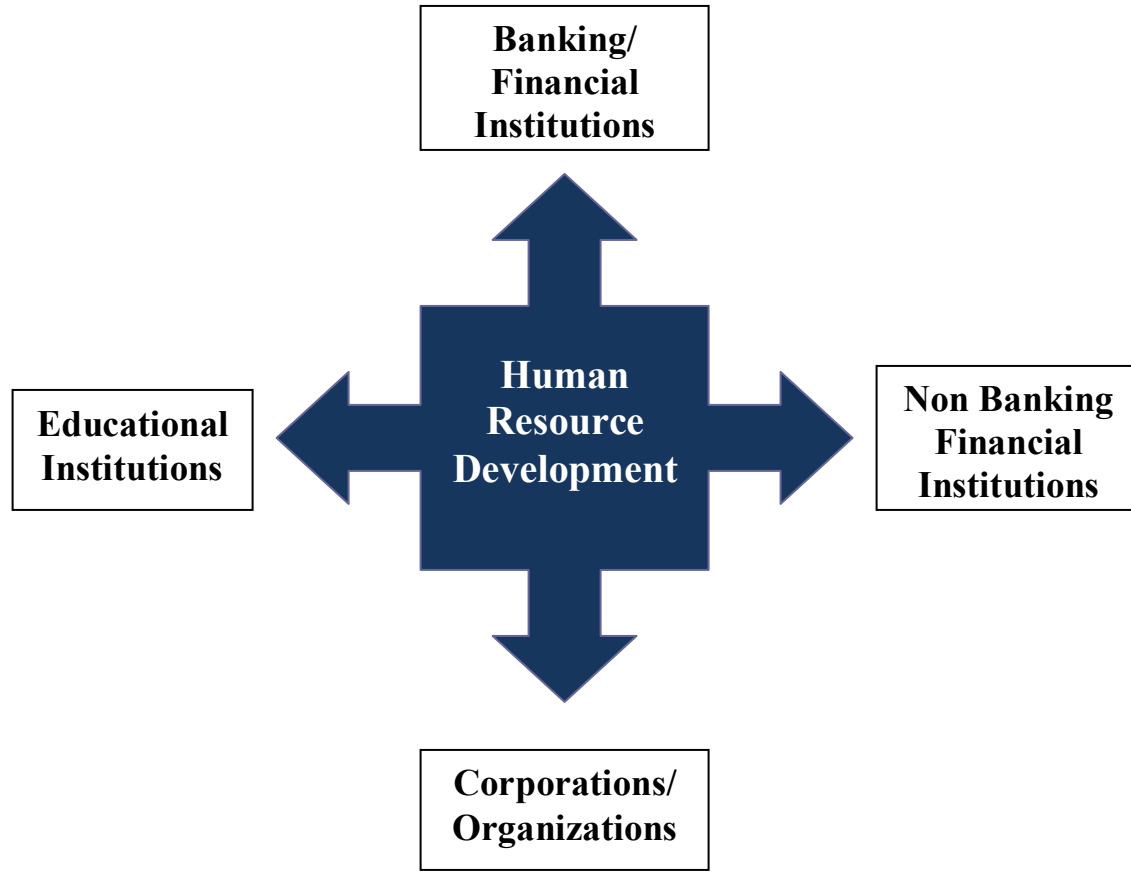 Banking/
Financial
Institutions
Human
Resource
Development
Educational
Institutions
Non Banking
Financial
Institutions
Corporations/
Organizations